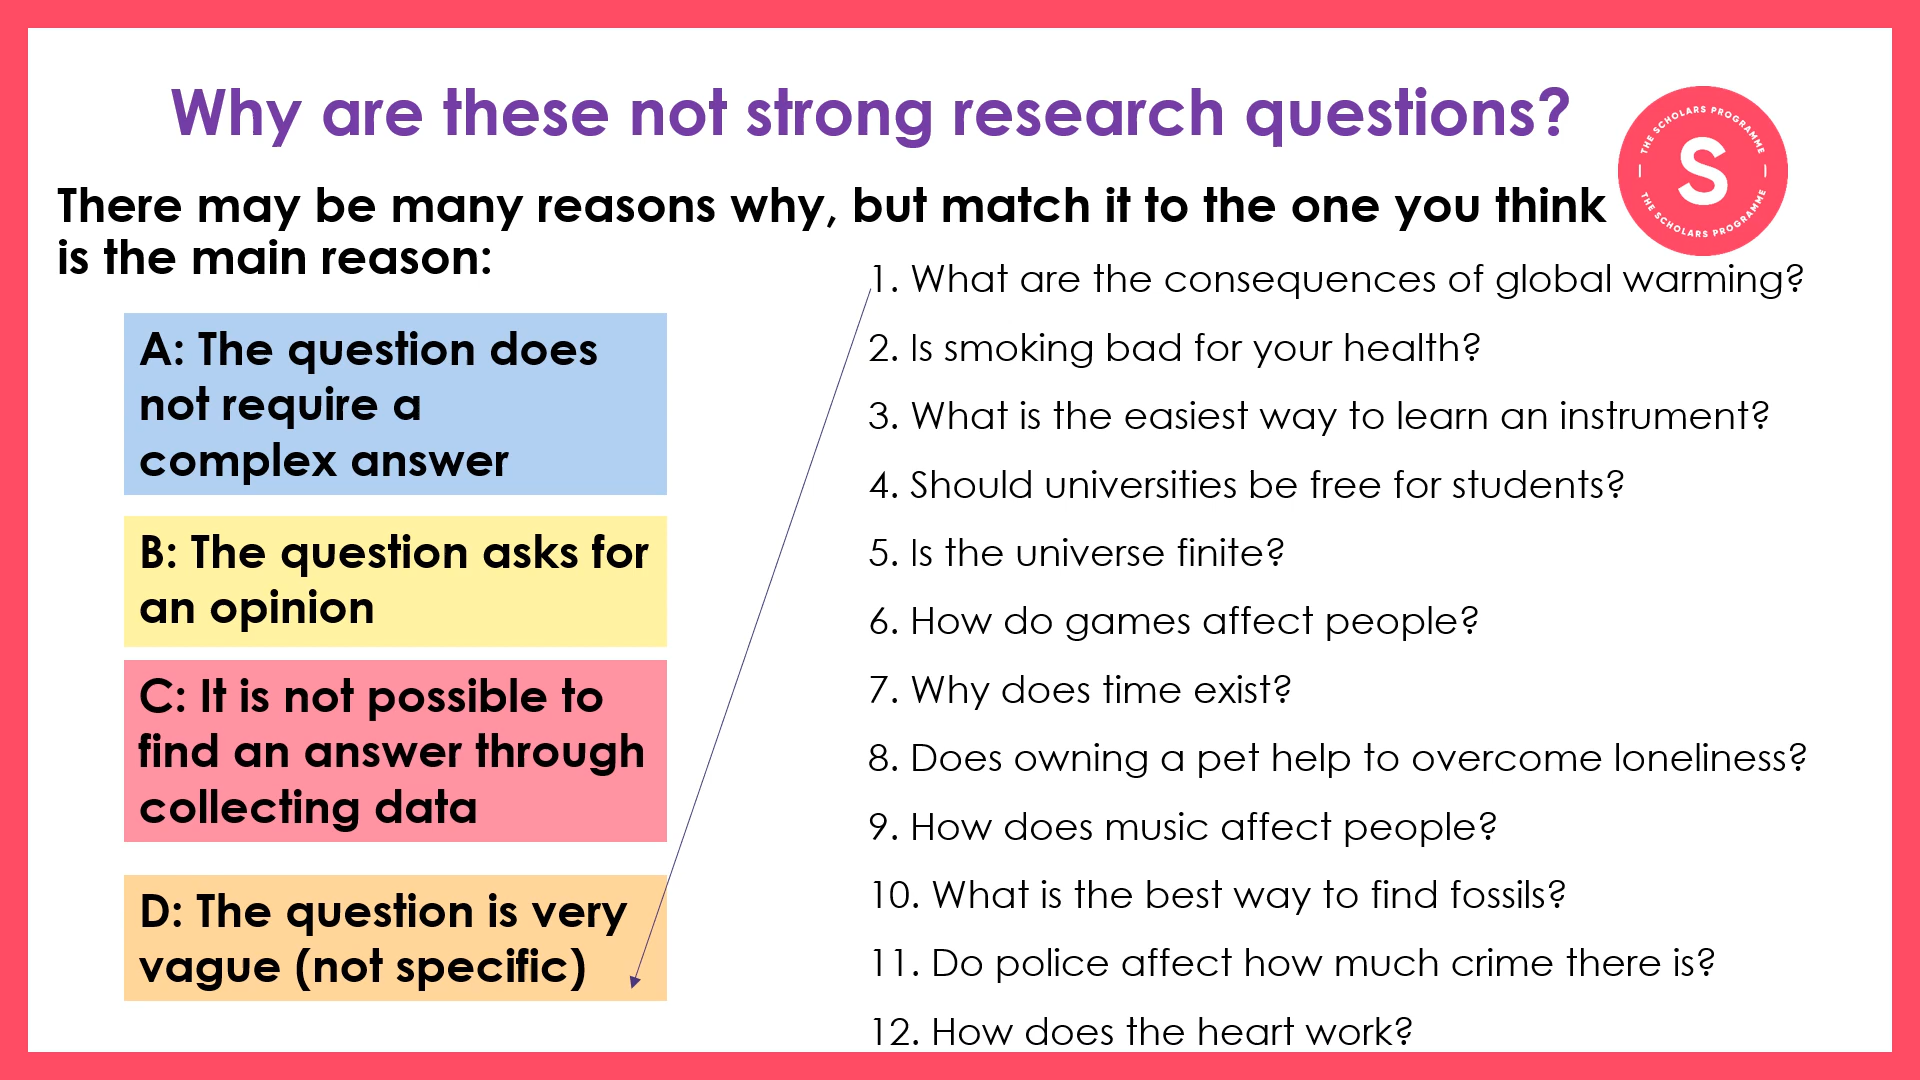 Why are these not strong research questions?
THE SCHOLARS PROGRAMME
S
THE SCHOLARS PROGRAMME
There may be many reasons why, but match it to the one you think
is the main reason:
A: The question does
not require a
complex answer
B: The question asks for
an opinion
C: It is not possible to
find an answer through
collecting data
D: The question is very
vague (not specific)
1. What are the consequences of global warming?
2. Is smoking bad for your health?
3. What is the easiest way to learn an instrument?
4. Should universities be free for students?
5. Is the universe finite?
6. How do games affect people?
7. Why does time exist?
8. Does owning a pet help to overcome loneliness?
9. How does music affect people?
10. What is the best way to find fossils?
11. Do police affect how much crime there is?
12. How does the heart work?